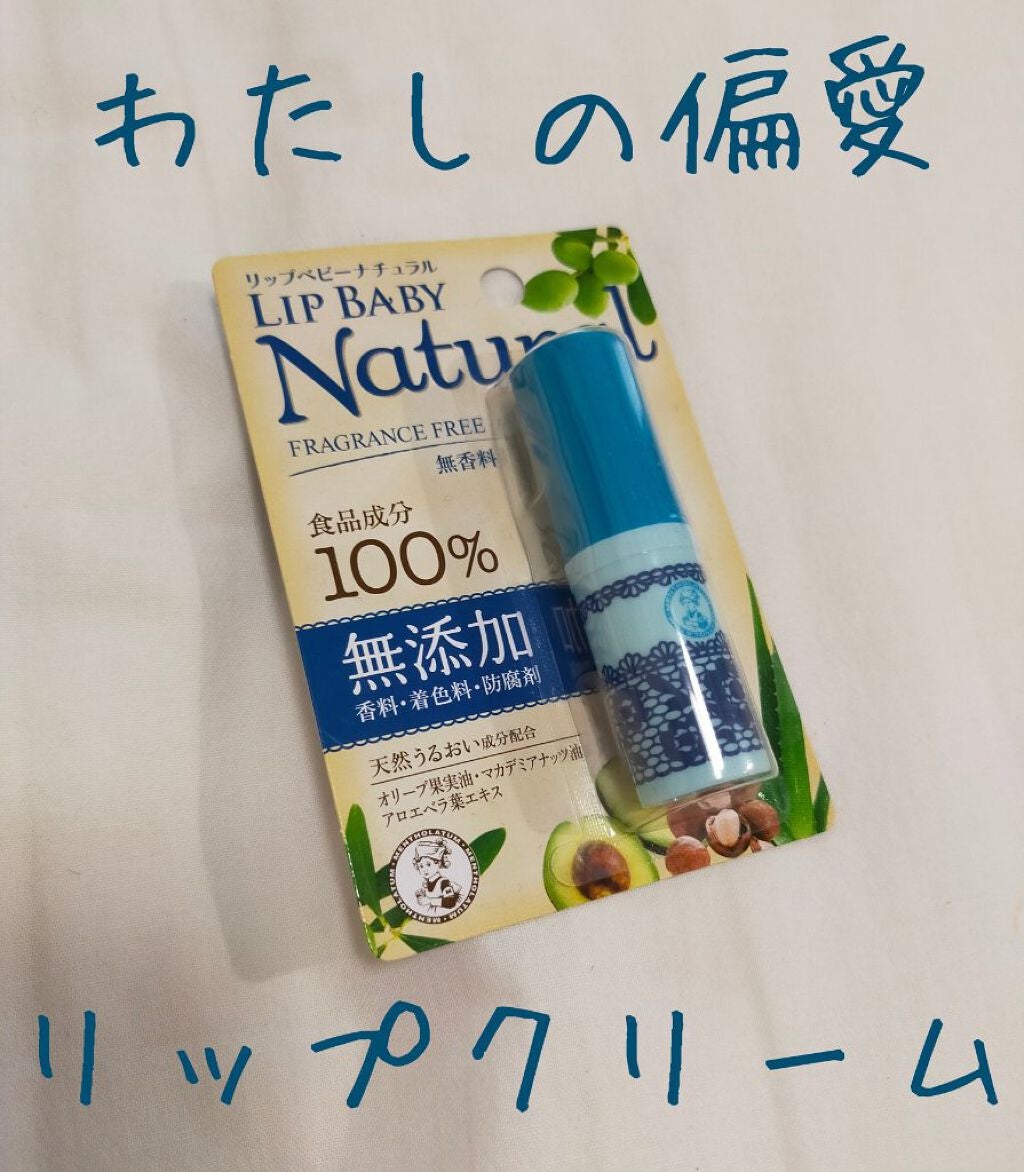 わたしの偏愛
リップベビーナチュラル
LIP BABY
Natural
FRAGRANCE FREE
無香料
食品成分
100%
無添加
香料・着色料・防腐剤
天然うるおい成分配合
オリーブ果実油・マカデミアナッツ油
アロエベラ葉エキス
MENTHOLATUM・MENTHOLATUM・MENTHOLATUM
リップクリーム